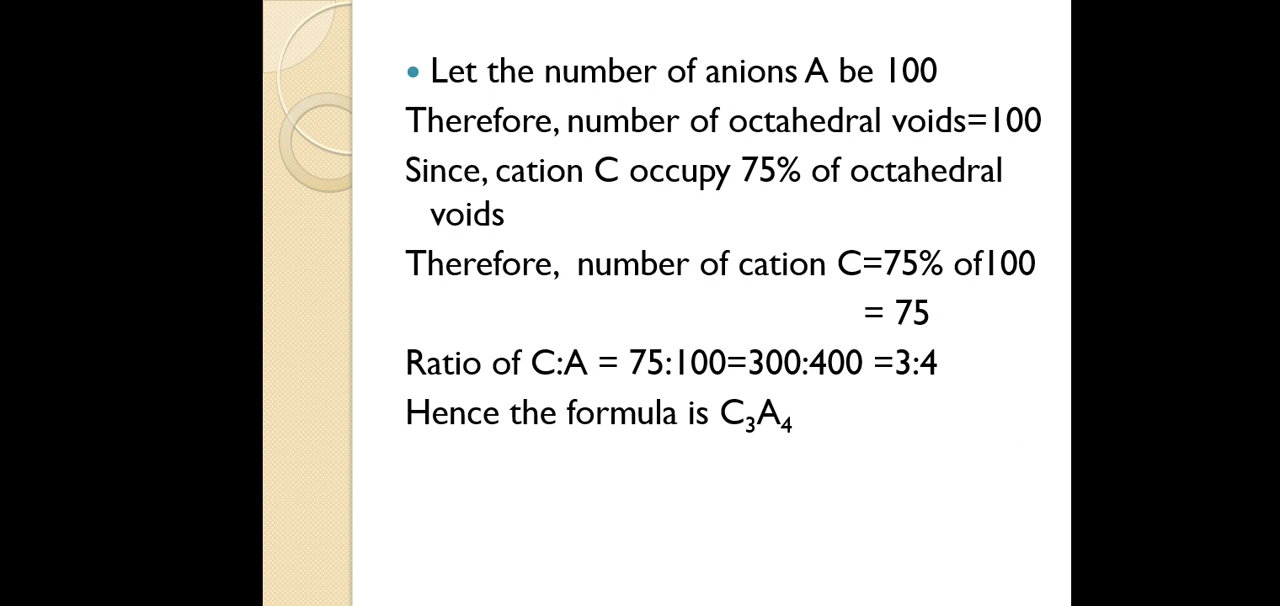 • Let the number of anions A be 100
Therefore, number of octahedral voids=100
Since, cation C occupy 75% of octahedral
voids
Therefore,  number of cation C=75% of100
= 75
Ratio of C:A = 75:100=300:400 =3:4
Hence the formula is C₃A₄